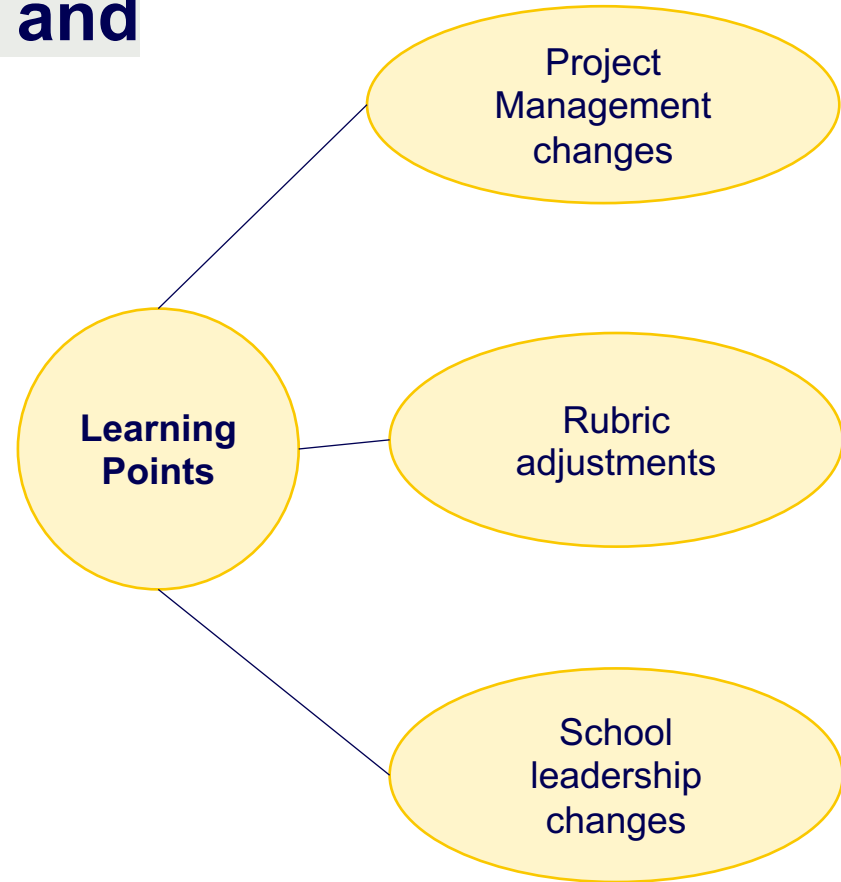 and
Project
Management
changes
Learning
Points
Rubric
adjustments
School
leadership
changes